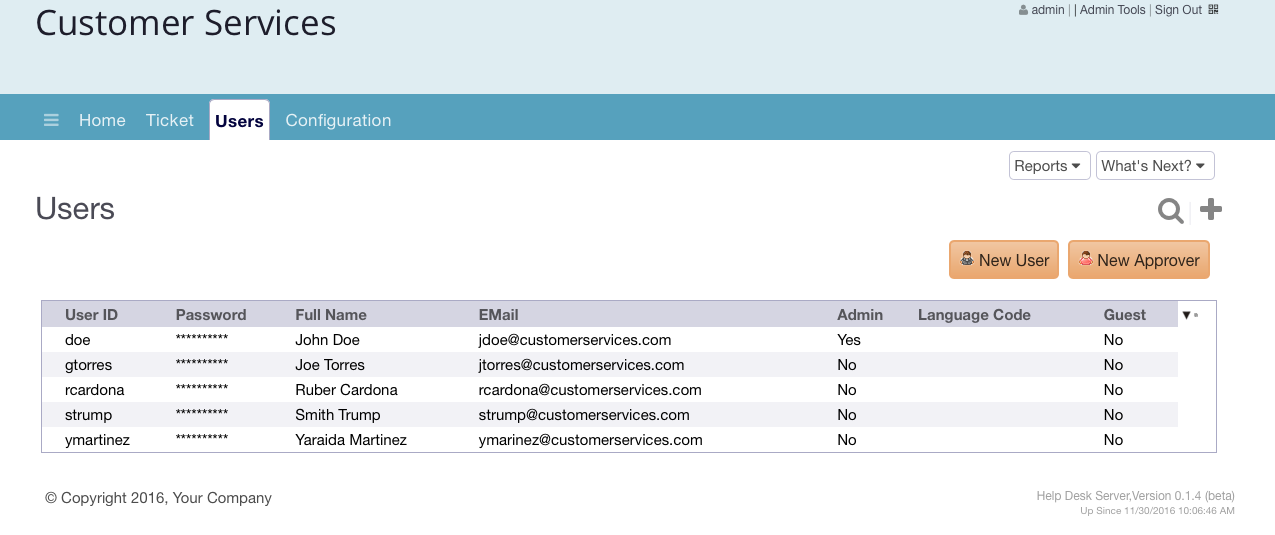 Customer Services
admin | | Admin Tools | Sign Out
Home Ticket Users Configuration
Reports What's Next?
Users
New User New Approver
User ID Password Full Name EMail Admin Language Code Guest
doe ********** John Doe jdoe@customerservices.com Yes No
gtorres ********** Joe Torres jtorres@customerservices.com No No
rcardona ********** Ruber Cardona rcardona@customerservices.com No No
strump ********** Smith Trump strump@customerservices.com No No
ymartinez ********** Yaraida Martinez ymarinez@customerservices.com No No
© Copyright 2016, Your Company
Help Desk Server,Version 0.1.4 (beta)
Up Since 11/30/2016 10:06:46 AM